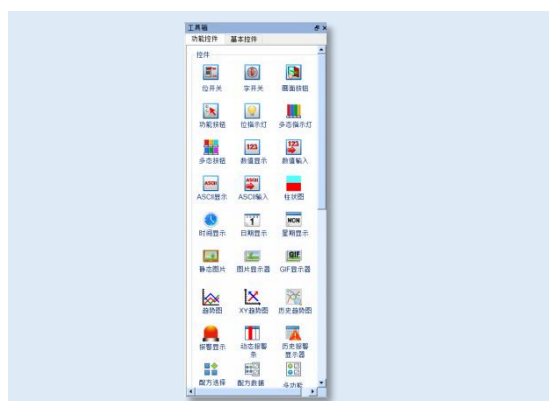 工具箱
功能控件 基本控件
控件
位开关 字开关 画面按钮
功能按钮 位指示灯 多态指示灯
多态按钮 数值显示 数值输入
ASCII显示 ASCII输入 柱状图
时间显示 日期显示 星期显示
静态图片 图片显示器 GIF显示器
趋势图 XY趋势图 历史趋势图
报警显示 动态报警条 历史报警显示器
配方选择 配方数据 多功能